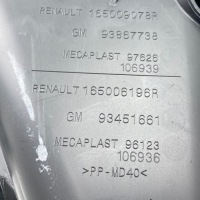 RENAULT 165009078R
GM 93867738
MECAPLAST 97626
106939
RENAULT 165006196R
GM 93451661
MECAPLAST 96123
106936
>PP-MD40<